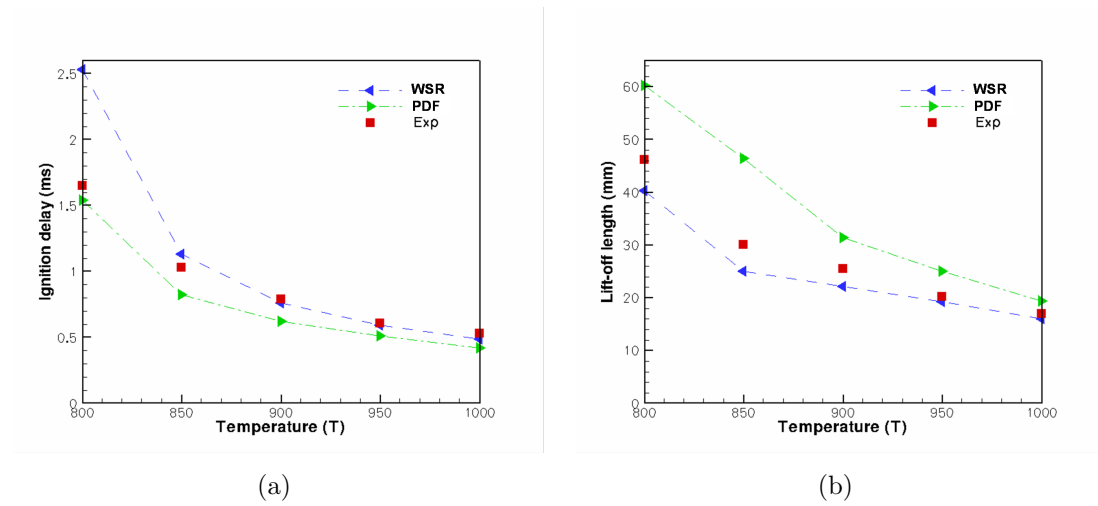 2.5
2
1.5
1
0.5
0
Ignition delay (ms)
WSR
PDF
Exp
800 850 900 950 1000
Temperature (T)
(a)
60
50
40
30
20
10
0
Lift-off length (mm)
WSR
PDF
Exp
800 850 900 950 1000
Temperature (T)
(b)